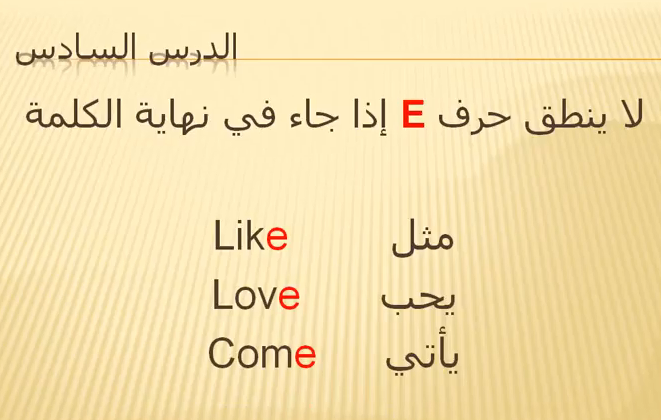 الدرس السادس
لا ينطق حرف E إذا جاء في نهاية الكلمة
Like مثل
Love يحب
Come يأتي